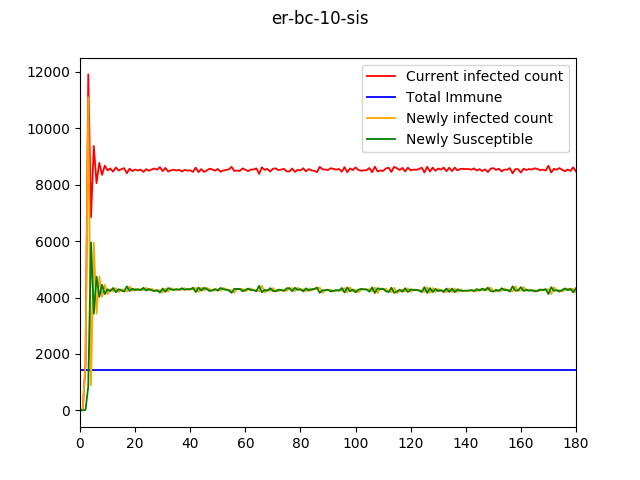 er-bc-10-sis
12000
10000
8000
6000
4000
2000
0
Current infected count
Total Immune
Newly infected count
Newly Susceptible
0 20 40 60 80 100 120 140 160 180